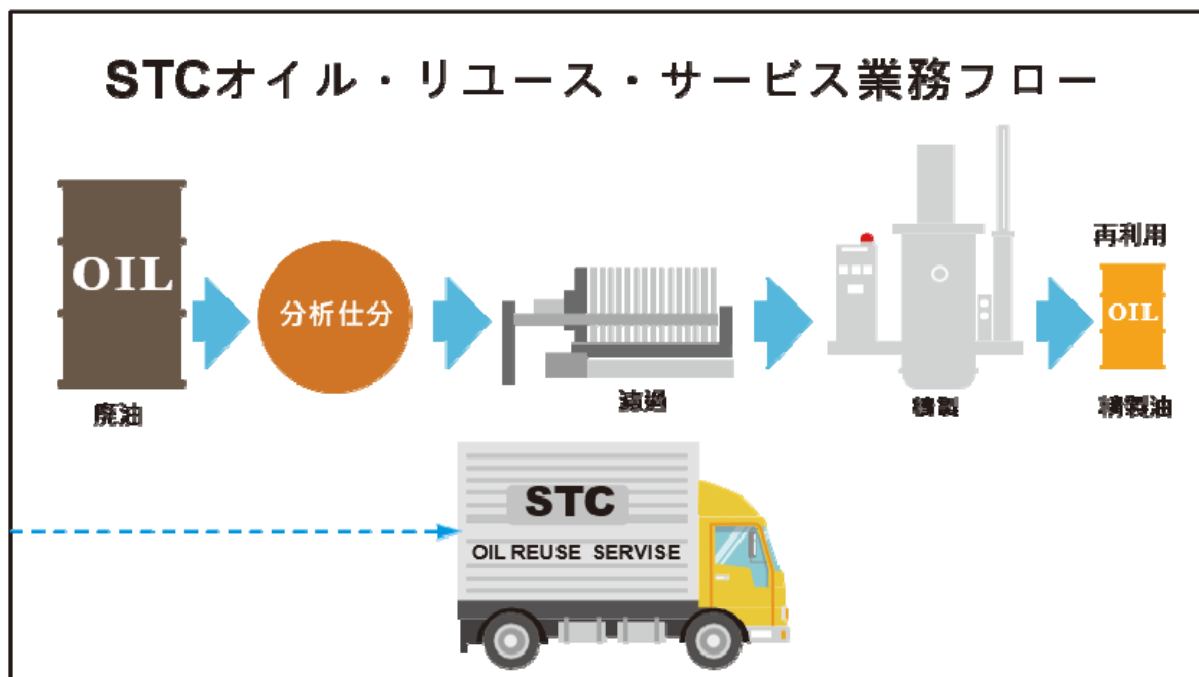 STCオイル・リユース・サービス業務フロー
再利用
OIL
分析仕分
OIL
廃油
濾過
精製
精製油
STC
OIL REUSE SERVISE